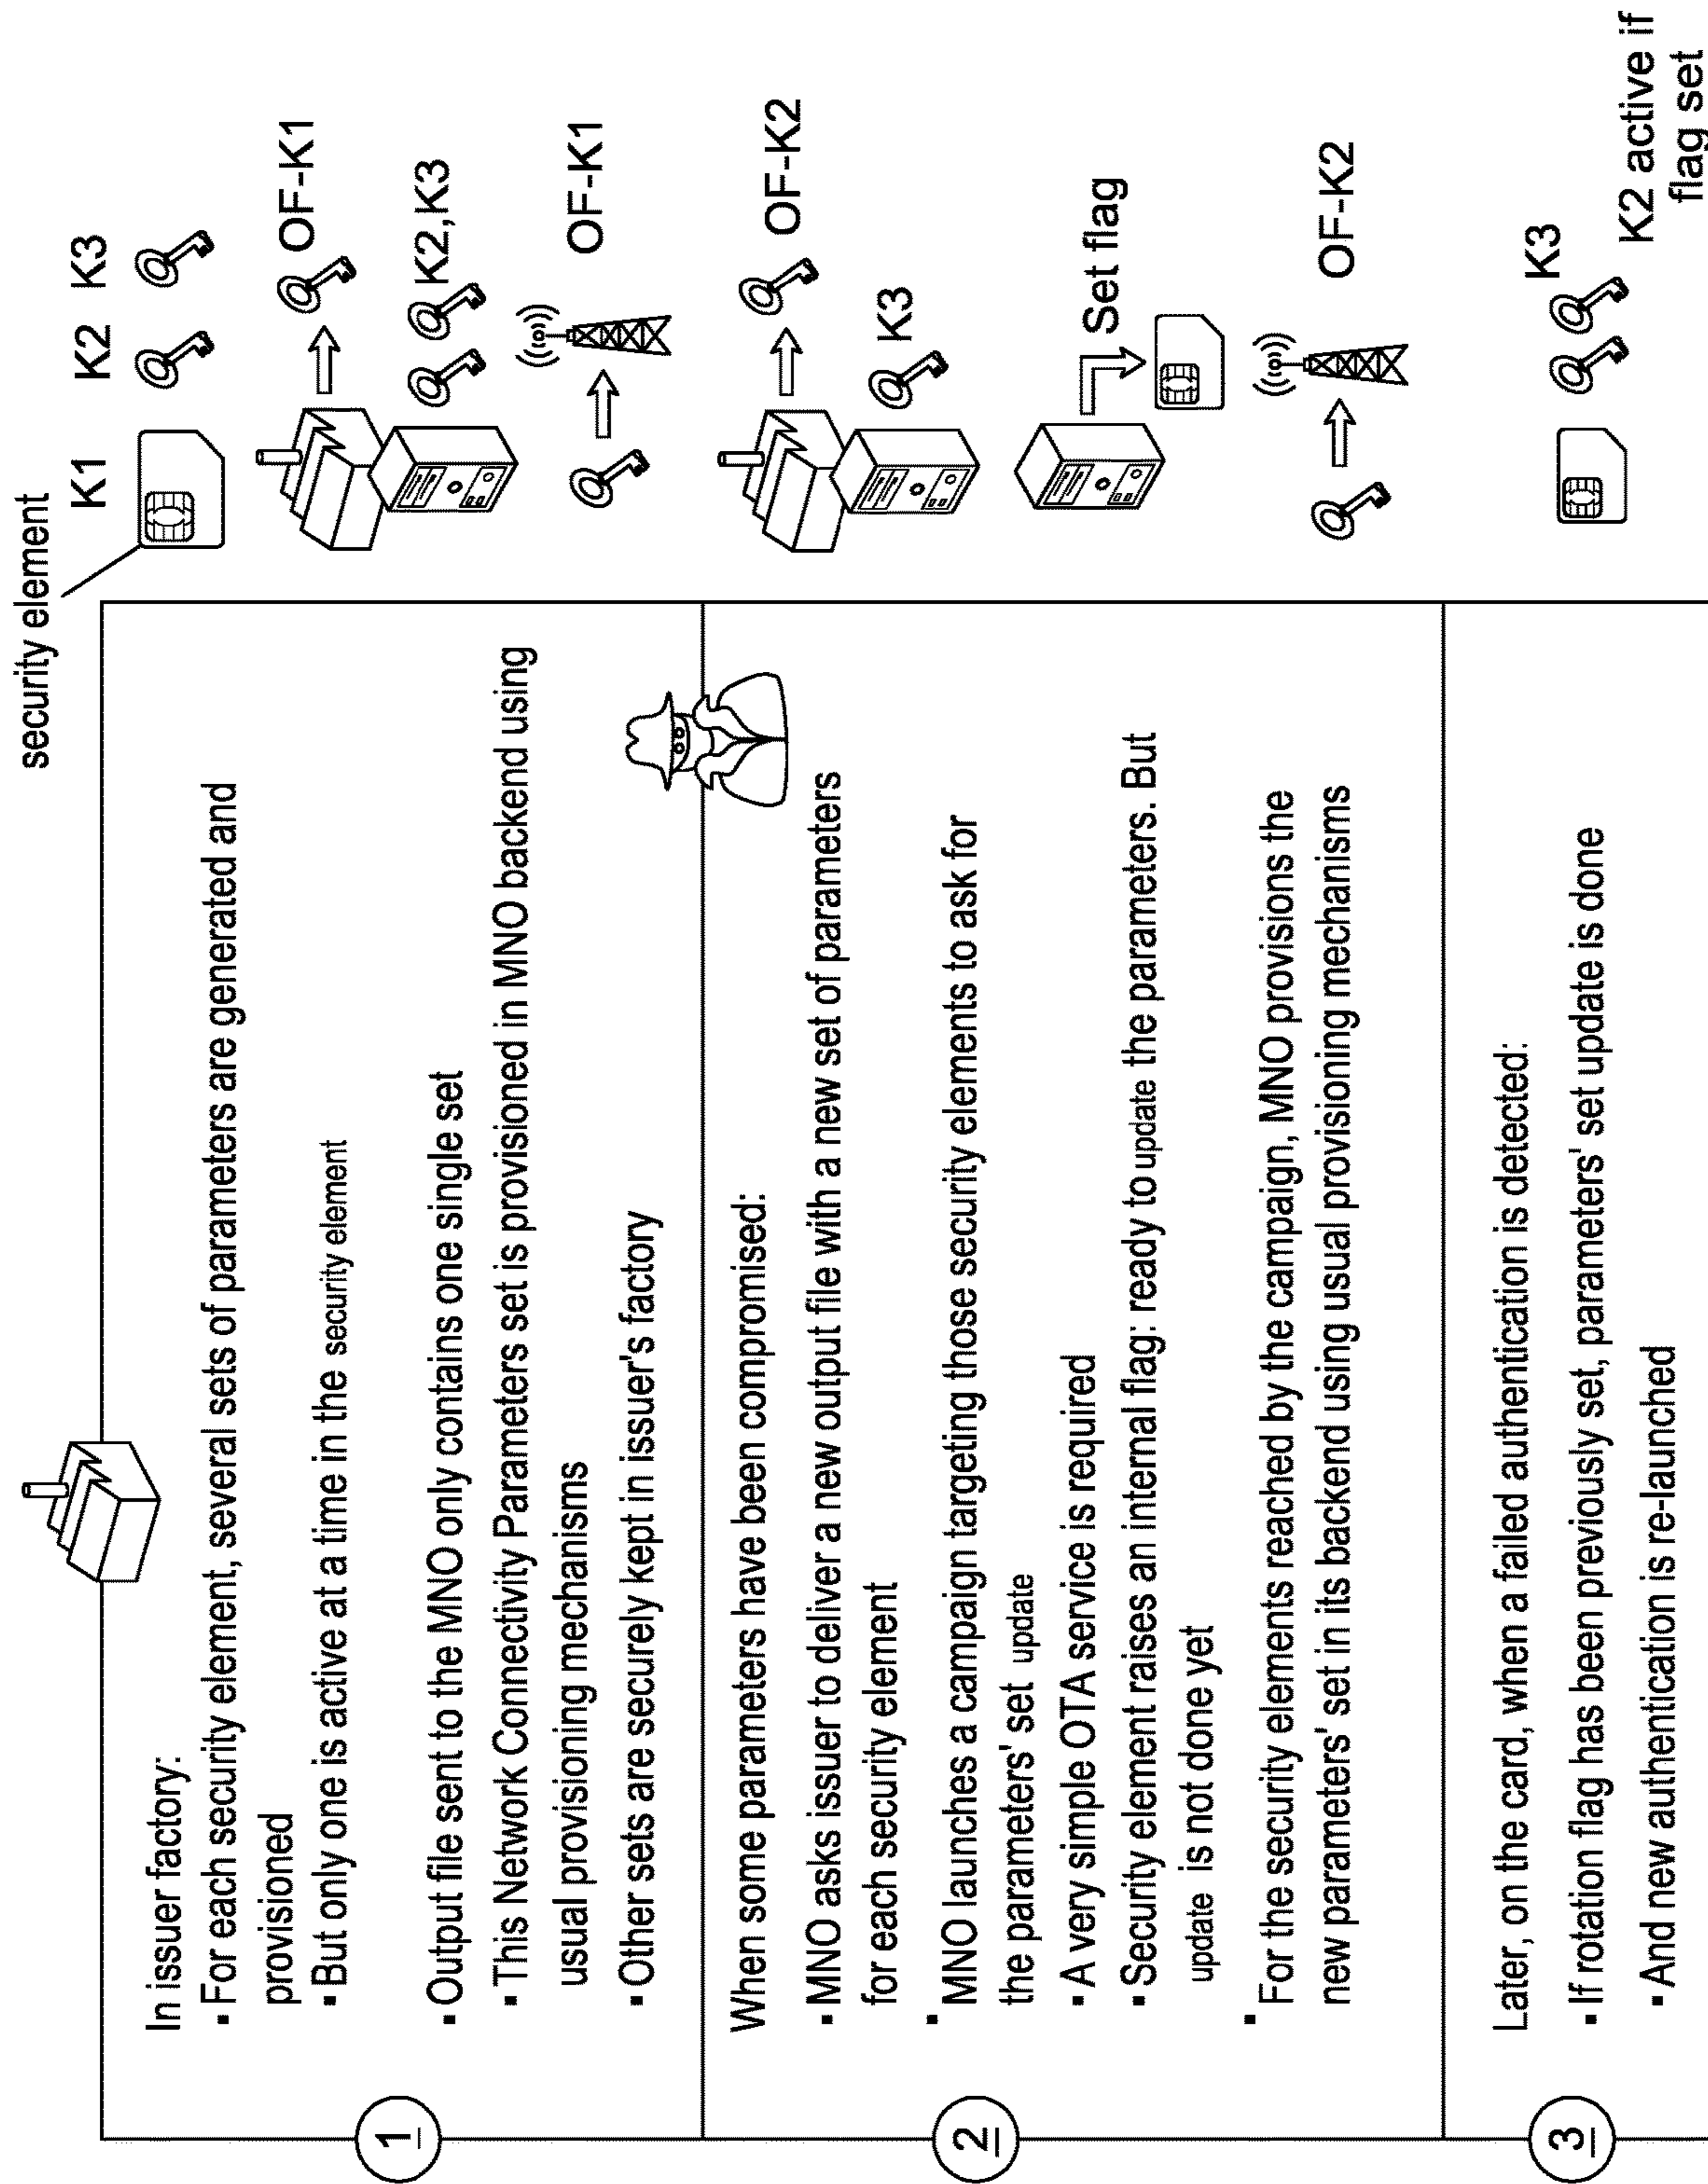 security element
K1 K2 K3
In issuer factory:
▪ For each security element, several sets of parameters are generated and
provisioned
▪ But only one is active at a time in the security element
▪ Output file sent to the MNO only contains one single set
▪ This Network Connectivity Parameters set is provisioned in MNO backend using
usual provisioning mechanisms
▪ Other sets are securely kept in issuer's factory
1
OF-K1
K2,K3
OF-K1
When some parameters have been compromised:
▪ MNO asks issuer to deliver a new output file with a new set of parameters
for each security element
▪ MNO launches a campaign targeting those security elements to ask for
the parameters' set update
▪ A very simple OTA service is required
▪ Security element raises an internal flag: ready to update the parameters. But
update is not done yet
▪ For the security elements reached by the campaign, MNO provisions the
new parameters' set in its backend using usual provisioning mechanisms
2
OF-K2
K3
Set flag
OF-K2
Later, on the card, when a failed authentication is detected:
▪ If rotation flag has been previously set, parameters' set update is done
▪ And new authentication is re-launched
3
K3
K2 active if
flag set